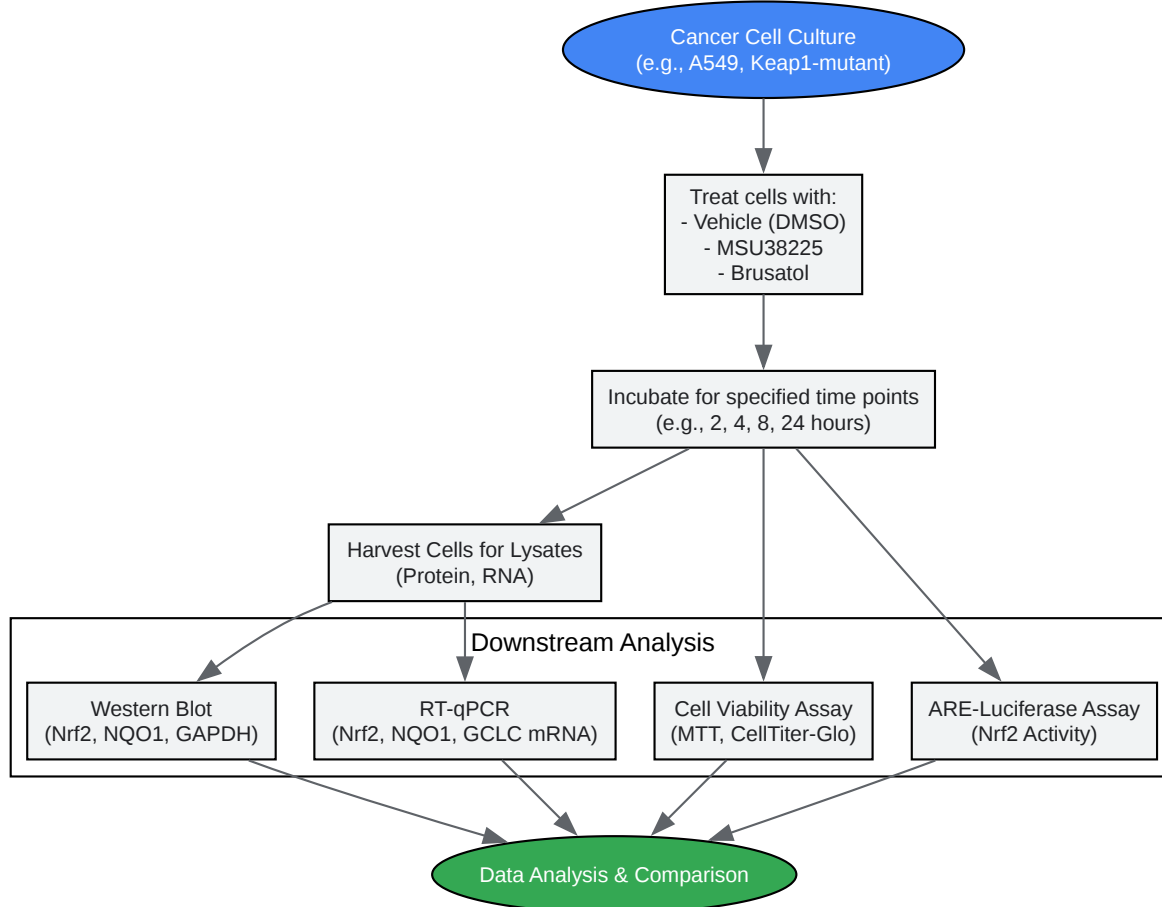 Cancer Cell Culture
(e.g., A549, Keap1-mutant)
Treat cells with:
- Vehicle (DMSO)
- MSU38225
- Brusatol
Incubate for specified time points
(e.g., 2, 4, 8, 24 hours)
Harvest Cells for Lysates
(Protein, RNA)
Downstream Analysis
Western Blot
(Nrf2, NQO1, GAPDH)
RT-qPCR
(Nrf2, NQO1, GCLC mRNA)
Cell Viability Assay
(MTT, CellTiter-Glo)
ARE-Luciferase Assay
(Nrf2 Activity)
Data Analysis & Comparison